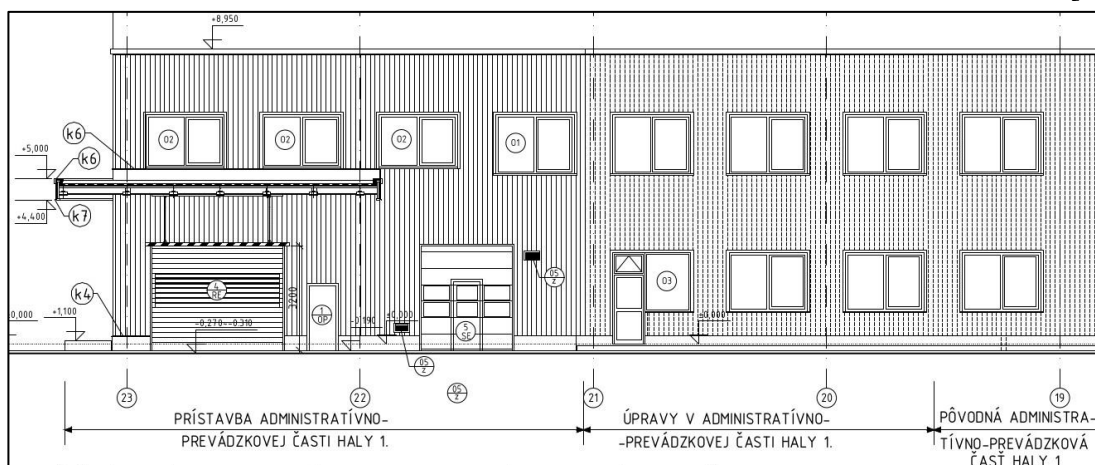 +8,950
02
02
02
01
k6
+5,000
k6
k7
+4,400
05
z
03
4
RE
3200
1
OP
k4
+1,100
0,000
-0,270--0.310
-0,190
±0,000
5
SE
±0,000
05
z
05
z
23
22
21
20
19
PRÍSTAVBA ADMINISTRATÍVNO-
PREVÁDZKOVEJ ČASTI HALY 1.
ÚPRAVY V ADMINISTRATÍVNO-
-PREVÁDZKOVEJ ČASTI HALY 1.
PÔVODNÁ ADMINISTRA-
TÍVNO-PREVÁDZKOVÁ
ČASŤ HALY 1